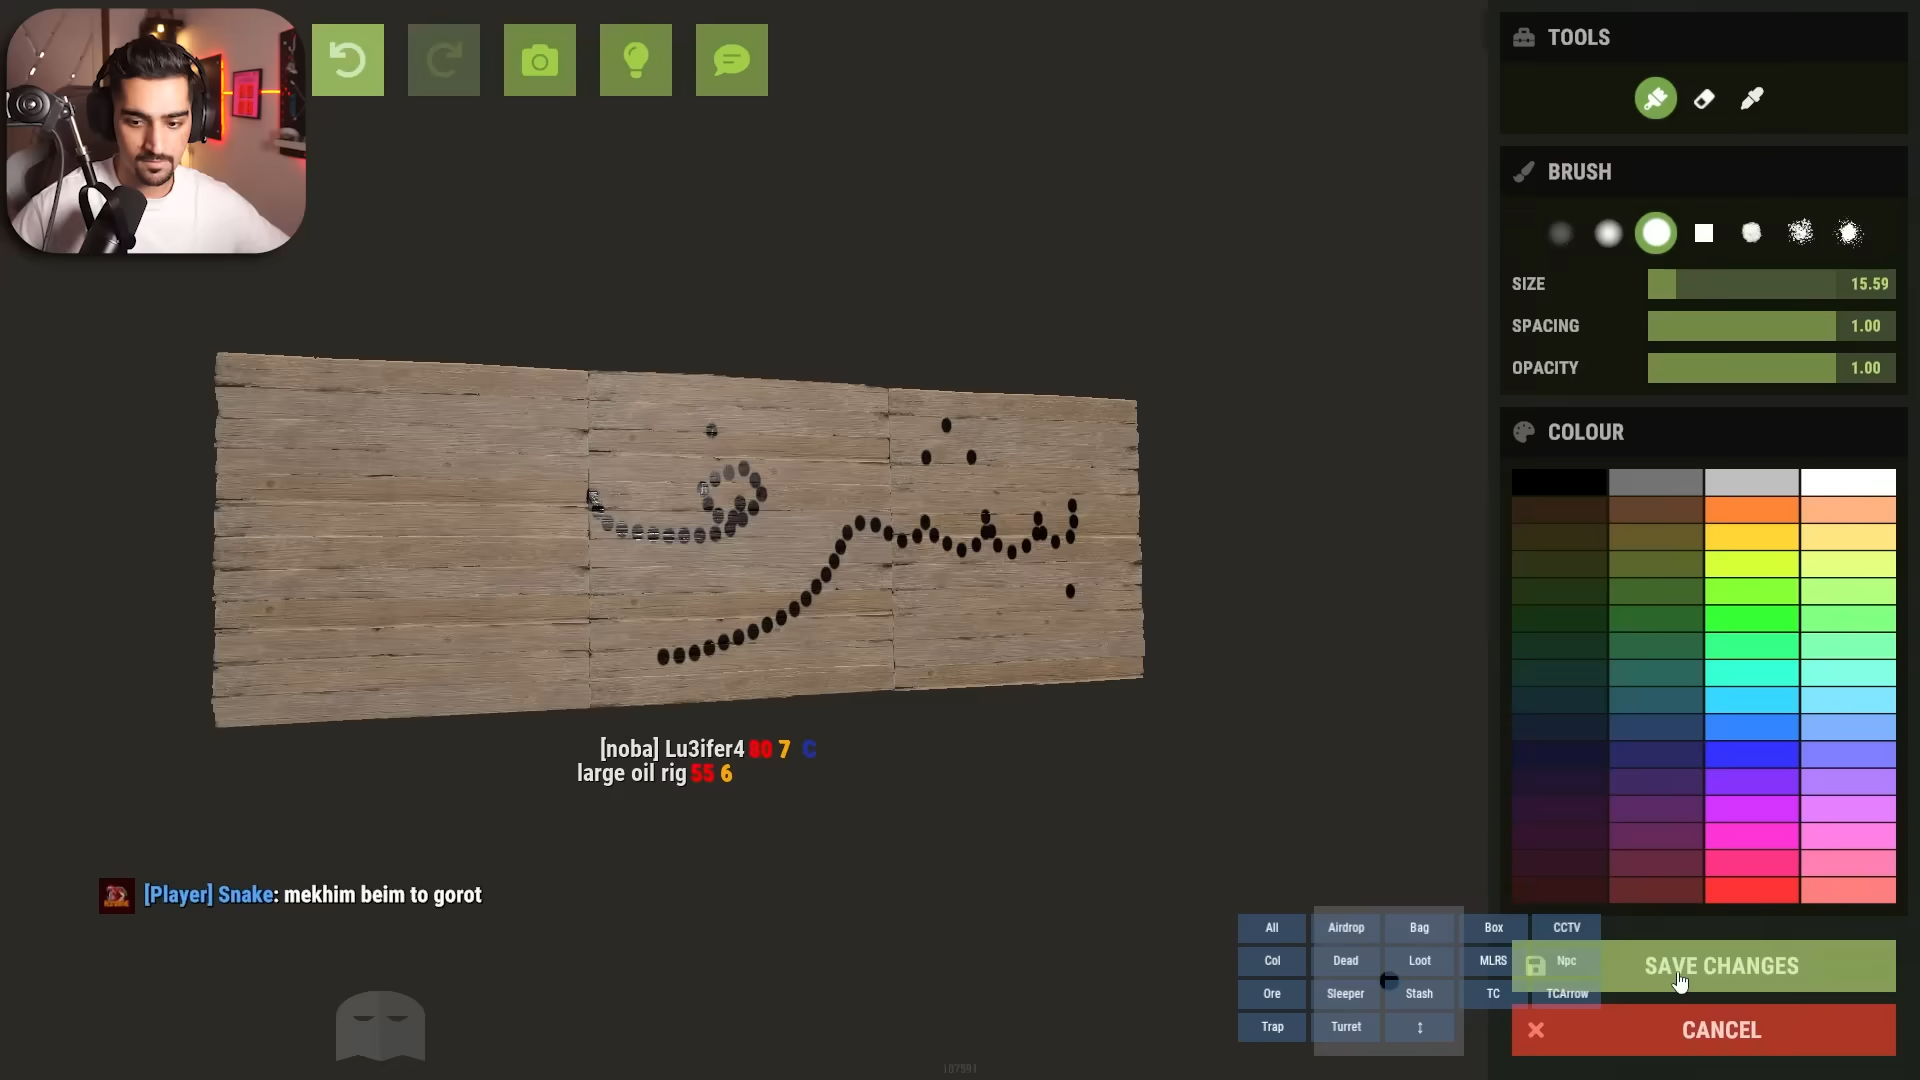 TOOLS
BRUSH
SIZE 15.59
SPACING 1.00
OPACITY 1.00
COLOUR
[noba] Lu3ifer4 80 7 C
large oil rig 55 6
[Player] Snake: mekhim beim to gorot
All Airdrop Bag Box CCTV
Col Dead Loot MLRS Npc
Ore Sleeper Stash TC TCArrow
Trap Turret ↕
SAVE CHANGES
CANCEL
107591